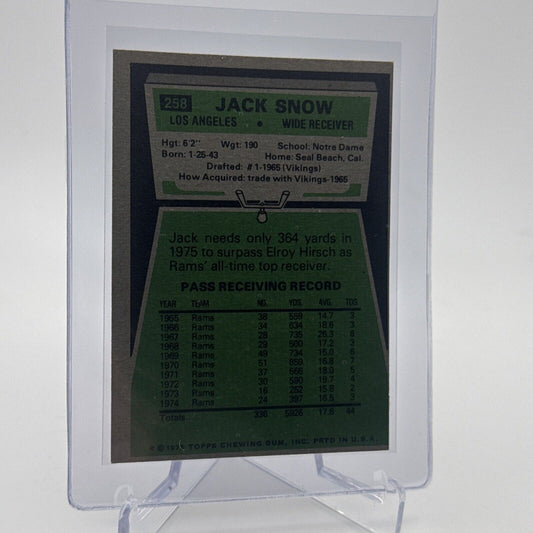 258 JACK SNOW
LOS ANGELES • WIDE RECEIVER
Hgt: 6'2" Wgt: 190 School: Notre Dame
Born: 1-25-43 Home: Seal Beach, Cal.
Drafted: #1-1965 (Vikings)
How Acquired: trade with Vikings-1965
Jack needs only 364 yards in
1975 to surpass Elroy Hirsch as
Rams' all-time top receiver.
PASS RECEIVING RECORD
YEAR TEAM NO. YDS. AVG. TDS
1965 Rams 38 559 14.7 3
1966 Rams 34 634 18.6 3
1967 Rams 28 735 26.3 8
1968 Rams 29 500 17.2 3
1969 Rams 49 734 15.0 6
1970 Rams 51 859 16.8 7
1971 Rams 37 666 18.0 5
1972 Rams 30 590 19.7 4
1973 Rams 16 252 15.8 2
1974 Rams 24 397 16.5 3
Totals 336 5926 17.6 44
© 1975 TOPPS CHEWING GUM, INC. PRTD IN U.S.A.